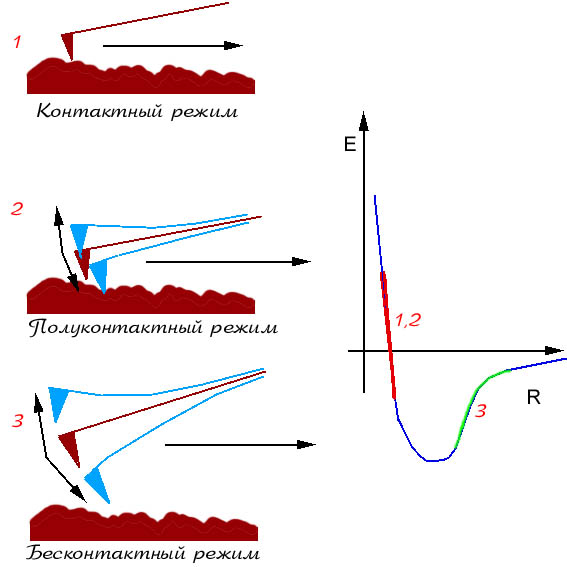 1
Контактный режим
2
Полуконтактный режим
3
Бесконтактный режим
E
1,2
R
3